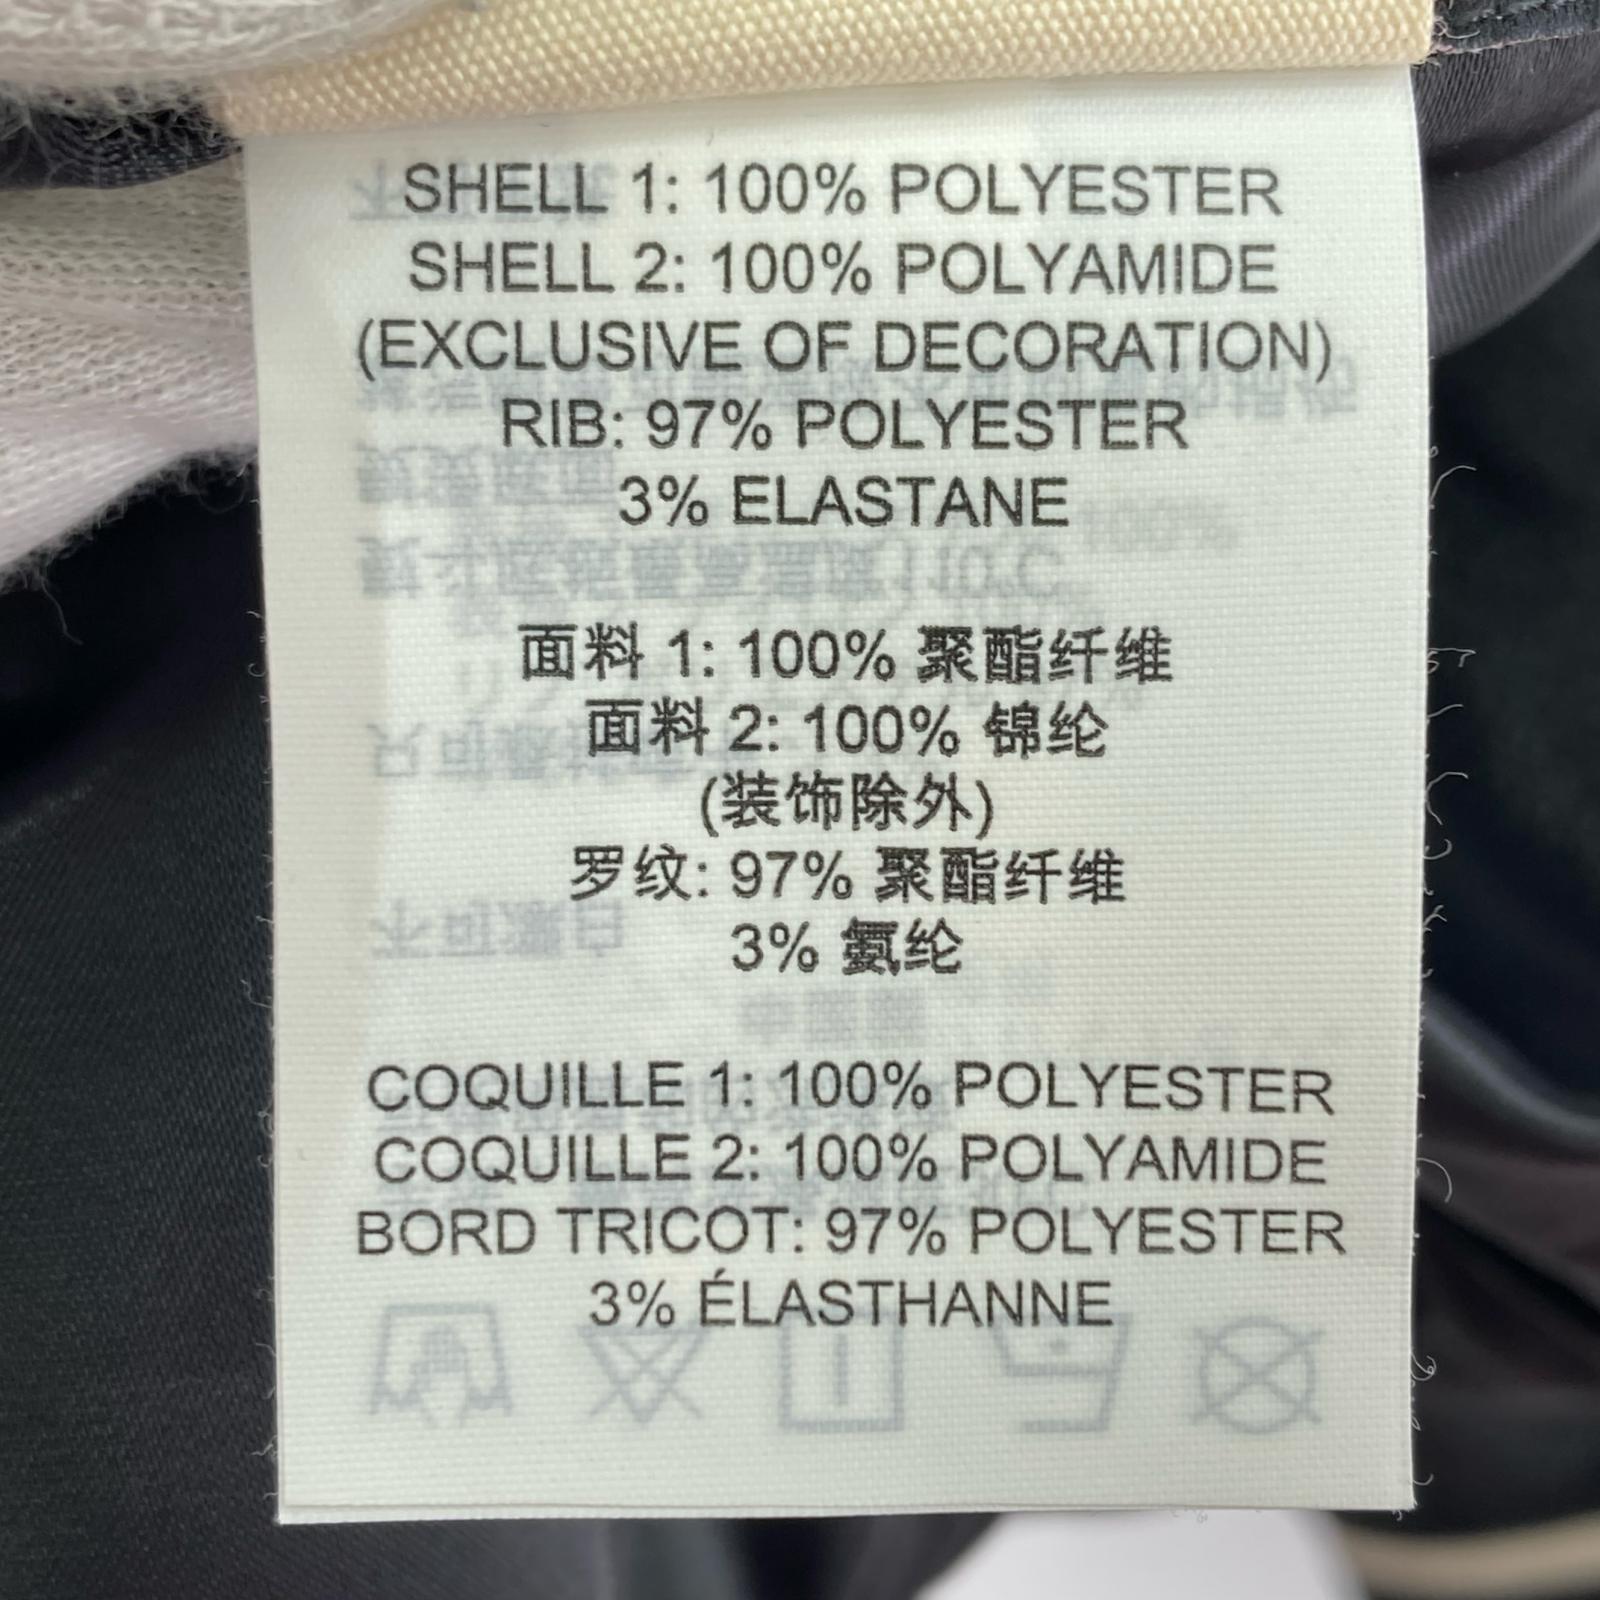 SHELL 1: 100% POLYESTER
SHELL 2: 100% POLYAMIDE
(EXCLUSIVE OF DECORATION)
RIB: 97% POLYESTER
3% ELASTANE
面料 1: 100% 聚酯纤维
面料 2: 100% 锦纶
(装饰除外)
罗纹: 97% 聚酯纤维
3% 氨纶
COQUILLE 1: 100% POLYESTER
COQUILLE 2: 100% POLYAMIDE
BORD TRICOT: 97% POLYESTER
3% ÉLASTHANNE